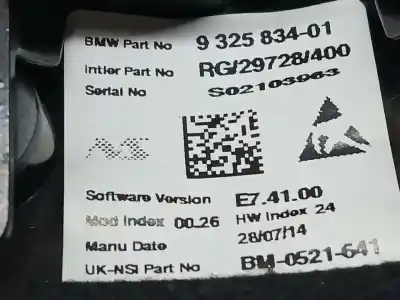 BMW Part No 9 325 834-01
Intier Part No RG/29728/400
Serial No S02103963
Software Version E7.41.00
Mod Index 00.26 HW Index 24
Manu Date 28/07/14
UK-NSI Part No BM-0521-641